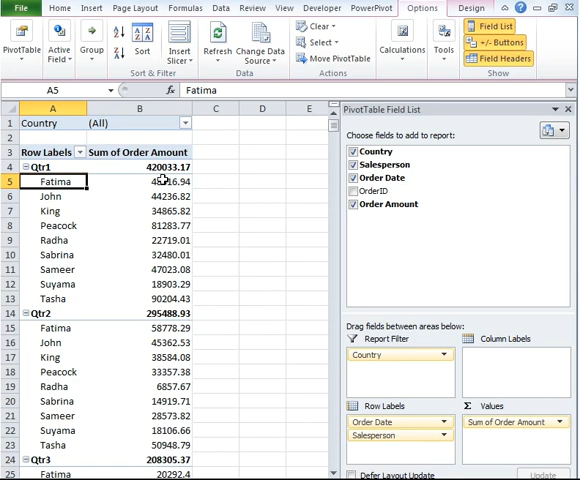 File Home Insert Page Layout Formulas Data Review View Developer PowerPivot Options Design
PivotTable Active Field Group Sort Insert Slicer Refresh Change Data Source Clear Select Move PivotTable Calculations Tools Field List +/- Buttons Field Headers
Sort & Filter Data Actions Show
A5 fx Fatima
A B C D E
1 Country (All)
2
3 Row Labels Sum of Order Amount
4 Qtr1 420033.17
5 Fatima
6 John 44236.82
7 King 34865.82
8 Peacock 81283.77
9 Radha 22719.01
10 Sabrina 32480.01
11 Sameer 47023.08
12 Suyama 18903.29
13 Tasha 90204.43
14 Qtr2 295488.93
15 Fatima 58778.29
16 John 45362.53
17 King 38584.08
18 Peacock 33357.38
19 Radha 6857.67
20 Sabrina 14919.71
21 Sameer 28573.82
22 Suyama 18106.66
23 Tasha 50948.79
24 Qtr3 208305.37
25 Fatima 20292.4
PivotTable Field List
Choose fields to add to report:
Country
Salesperson
Order Date
OrderID
Order Amount
Drag fields between areas below:
Report Filter Column Labels
Country
Row Labels Σ Values
Order Date Sum of Order Amount
Salesperson
Defer Layout Update Update